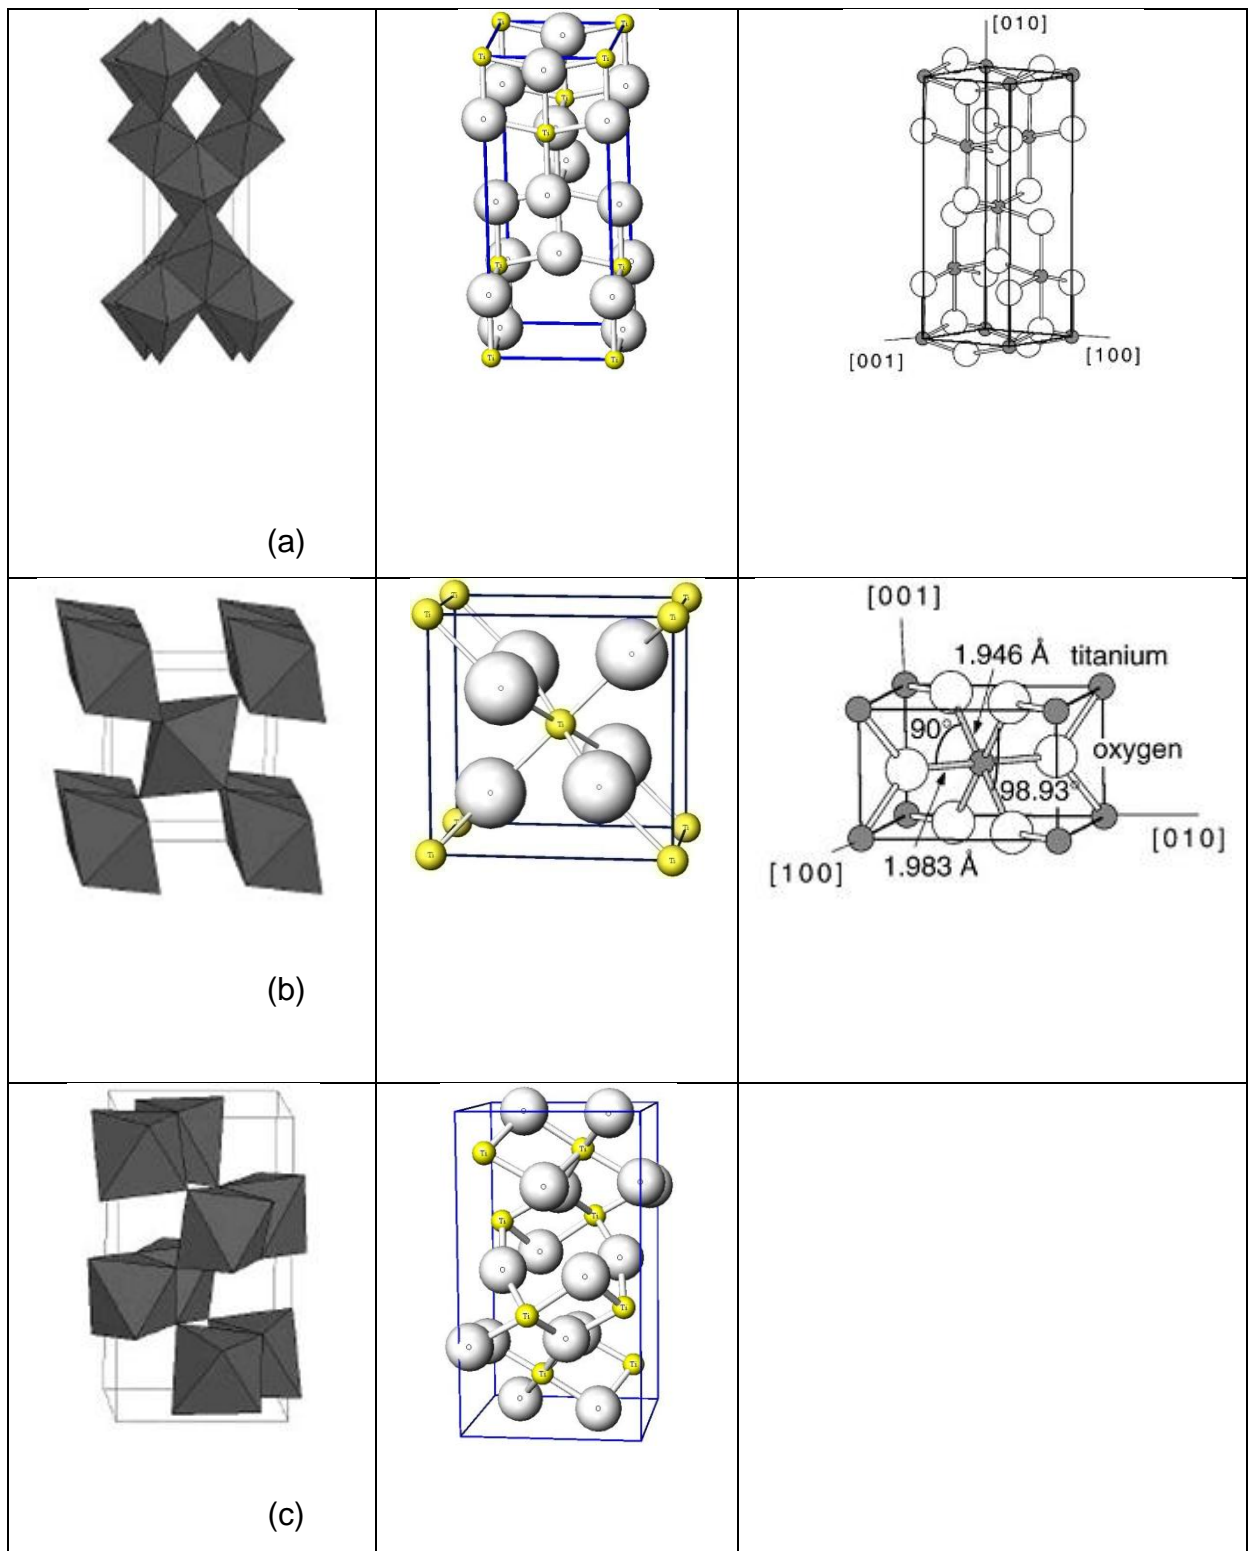 [010]
[001]
[100]
(a)
[001]
1.946 Å titanium
90°
oxygen
98.93°
[010]
[100]
1.983 Å
(b)
(c)